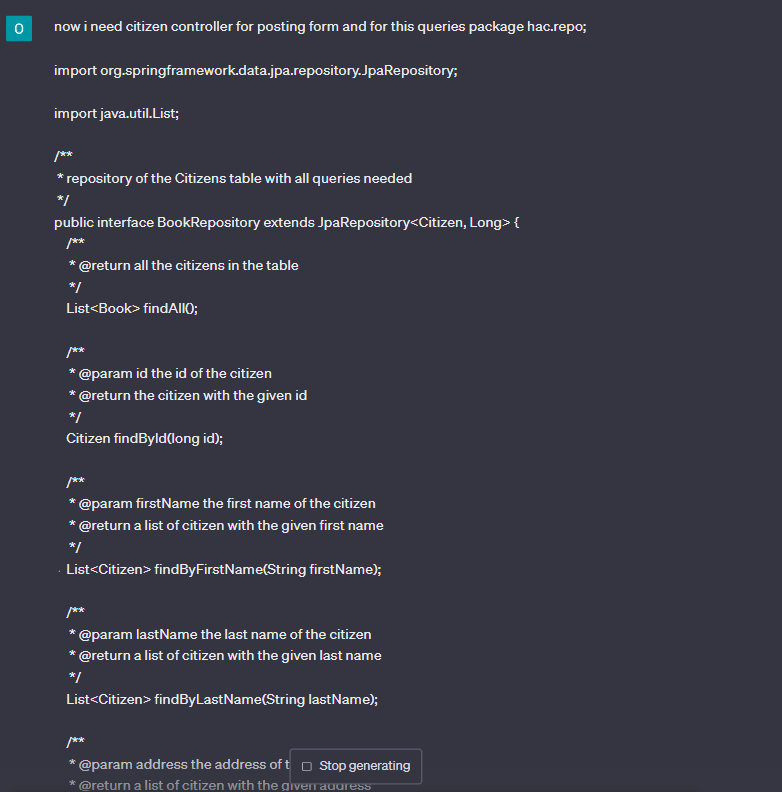 O
now i need citizen controller for posting form and for this queries package hac.repo;
import org.springframework.data.jpa.repository.JpaRepository;
import java.util.List;
/**
* repository of the Citizens table with all queries needed
*/
public interface BookRepository extends JpaRepository<Citizen, Long> {
/**
* @return all the citizens in the table
*/
List<Book> findAll();
/**
* @param id the id of the citizen
* @return the citizen with the given id
*/
Citizen findById(long id);
/**
* @param firstName the first name of the citizen
* @return a list of citizen with the given first name
*/
List<Citizen> findByFirstName(String firstName);
/**
* @param lastName the last name of the citizen
* @return a list of citizen with the given last name
*/
List<Citizen> findByLastName(String lastName);
/**
* @param address the address of t
Stop generating
* @return a list of citizen with the given address